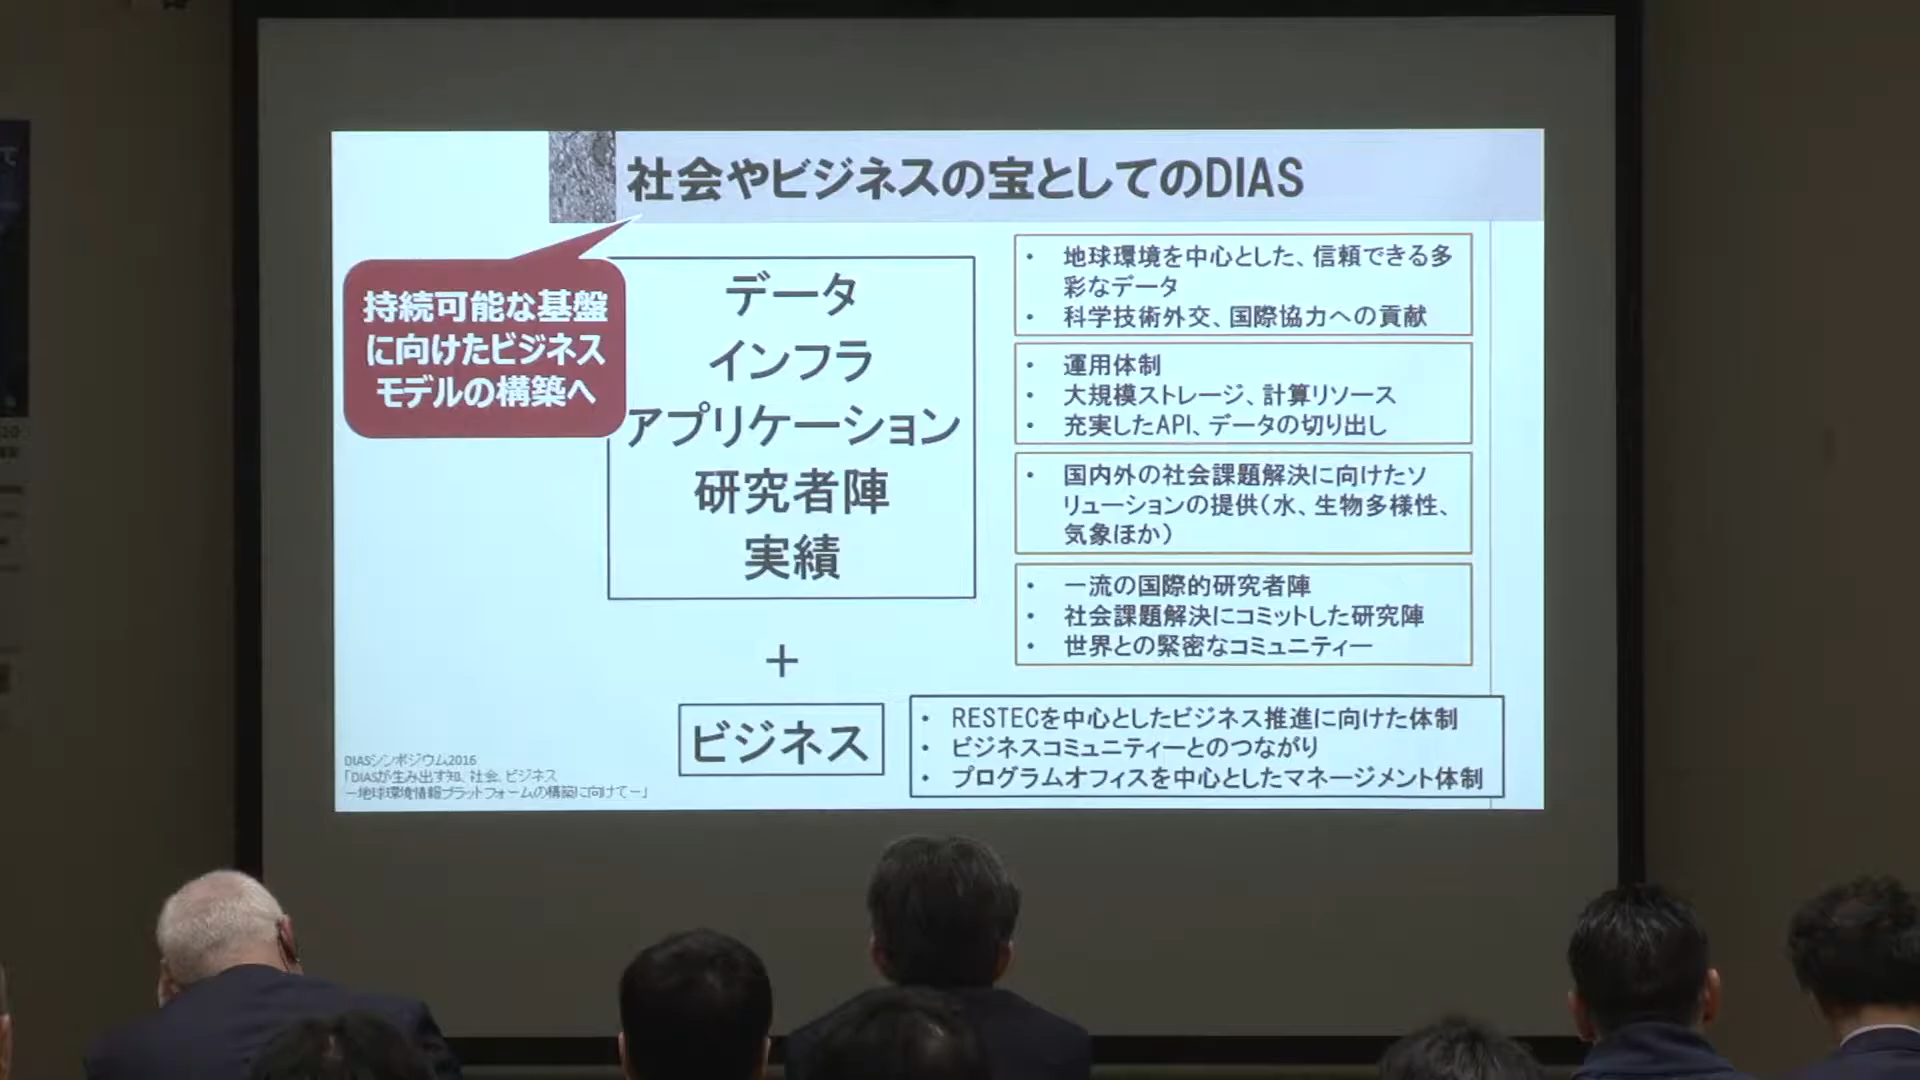 社会やビジネスの宝としてのDIAS
持続可能な基盤
に向けたビジネス
モデルの構築へ
データ
インフラ
アプリケーション
研究者陣
実績
・ 地球環境を中心とした、信頼できる多
彩なデータ
・ 科学技術外交、国際協力への貢献
・ 運用体制
・ 大規模ストレージ、計算リソース
・ 充実したAPI、データの切り出し
・ 国内外の社会課題解決に向けたソ
リューションの提供(水、生物多様性、
気象ほか)
・ 一流の国際的研究者陣
・ 社会課題解決にコミットした研究陣
・ 世界との緊密なコミュニティー
+
ビジネス
・ RESTECを中心としたビジネス推進に向けた体制
・ ビジネスコミュニティーとのつながり
・ プログラムオフィスを中心としたマネージメント体制
DIASシンポジウム2016
「DIASが生み出す知、社会、ビジネス
ー地球環境情報プラットフォームの構築に向けてー」